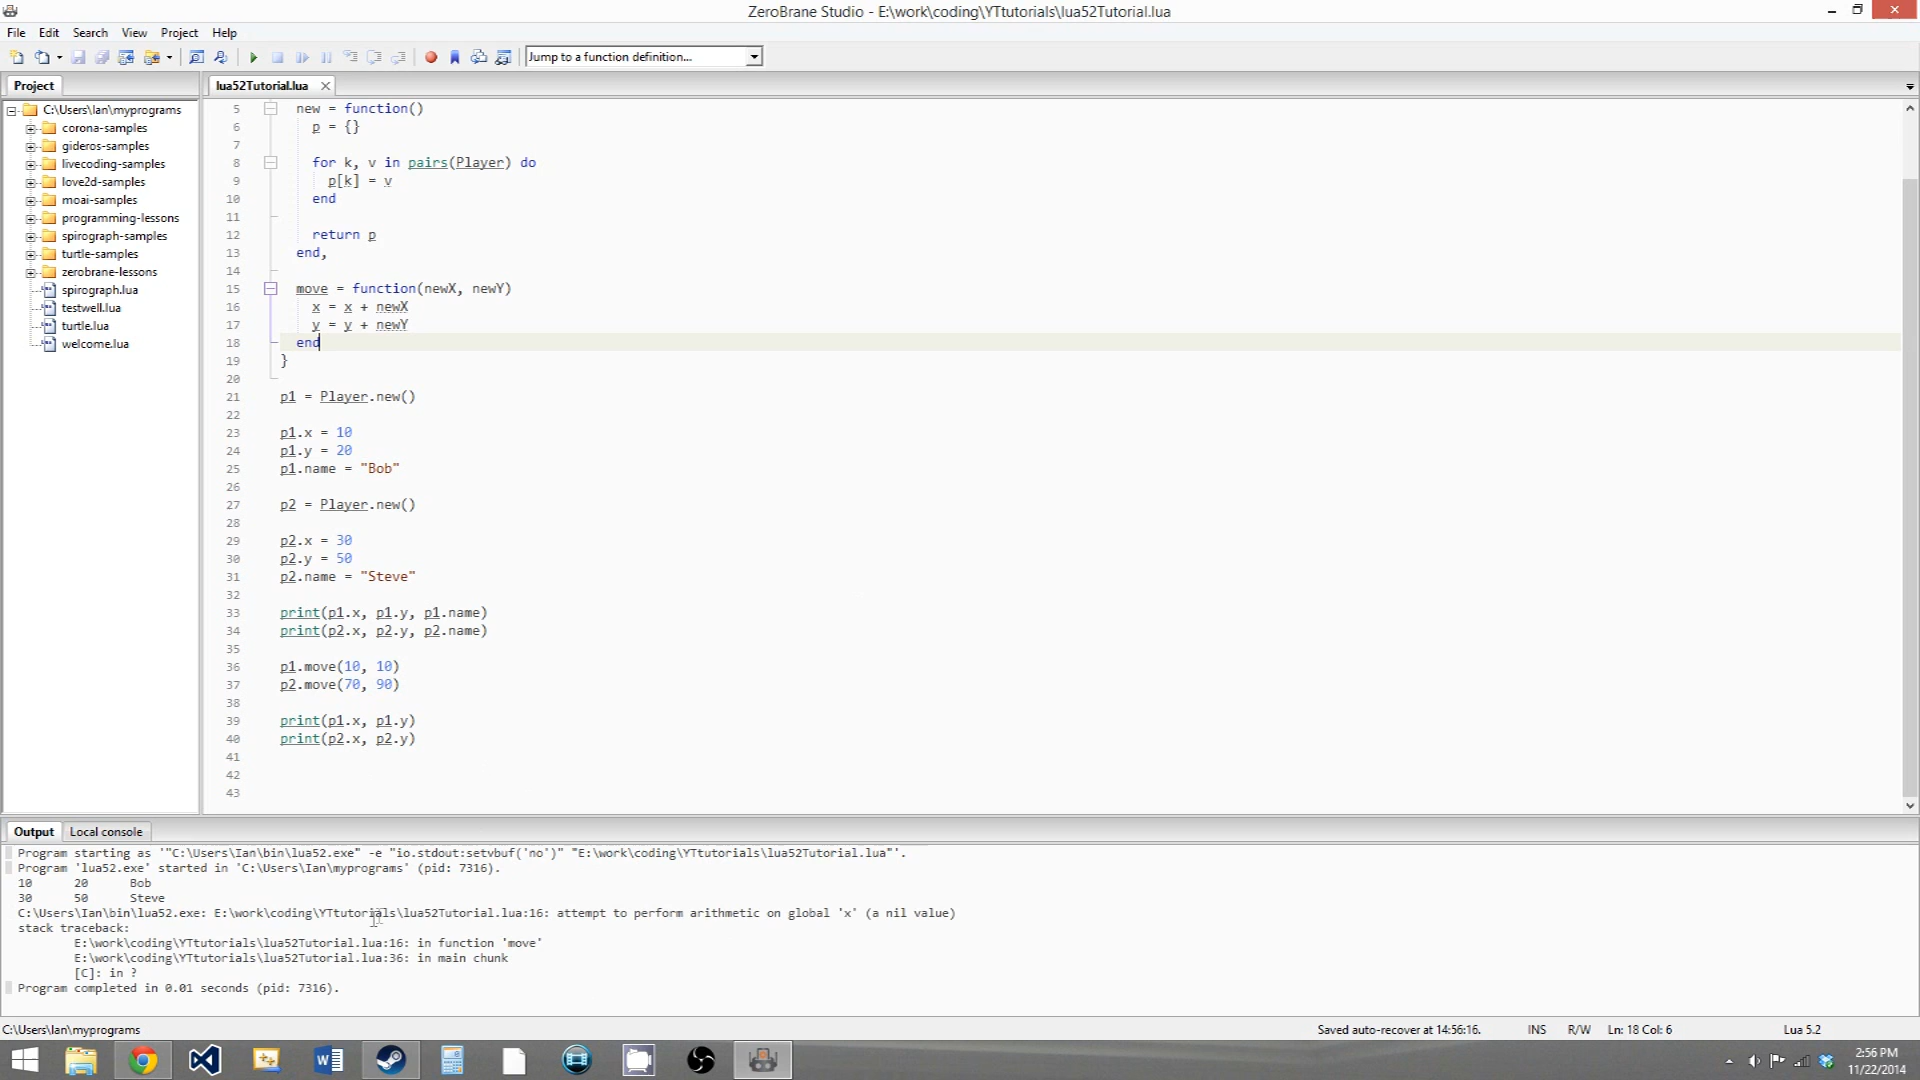 ZeroBrane Studio - E:\work\coding\YTtutorials\lua52Tutorial.lua
File Edit Search View Project Help
Jump to a function definition...
Project
lua52Tutorial.lua
C:\Users\Ian\myprograms
corona-samples
gideros-samples
livecoding-samples
love2d-samples
moai-samples
programming-lessons
spirograph-samples
turtle-samples
zerobrane-lessons
spirograph.lua
testwell.lua
turtle.lua
welcome.lua
5 new = function()
6 p = {}
7
8 for k, v in pairs(Player) do
9 p[k] = v
10 end
11
12 return p
13 end,
14
15 move = function(newX, newY)
16 x = x + newX
17 y = y + newY
18 end
19 }
20
21 p1 = Player.new()
22
23 p1.x = 10
24 p1.y = 20
25 p1.name = "Bob"
26
27 p2 = Player.new()
28
29 p2.x = 30
30 p2.y = 50
31 p2.name = "Steve"
32
33 print(p1.x, p1.y, p1.name)
34 print(p2.x, p2.y, p2.name)
35
36 p1.move(10, 10)
37 p2.move(70, 90)
38
39 print(p1.x, p1.y)
40 print(p2.x, p2.y)
41
42
43
Output Local console
Program starting as '"C:\Users\Ian\bin\lua52.exe" -e "io.stdout:setvbuf('no')" "E:\work\coding\YTtutorials\lua52Tutorial.lua"'.
Program 'lua52.exe' started in 'C:\Users\Ian\myprograms' (pid: 7316).
10 20 Bob
30 50 Steve
C:\Users\Ian\bin\lua52.exe: E:\work\coding\YTtutorials\lua52Tutorial.lua:16: attempt to perform arithmetic on global 'x' (a nil value)
stack traceback:
E:\work\coding\YTtutorials\lua52Tutorial.lua:16: in function 'move'
E:\work\coding\YTtutorials\lua52Tutorial.lua:36: in main chunk
[C]: in ?
Program completed in 0.01 seconds (pid: 7316).
C:\Users\Ian\myprograms Saved auto-recover at 14:56:16. INS R/W Ln: 18 Col: 6 Lua 5.2
2:56 PM
11/22/2014